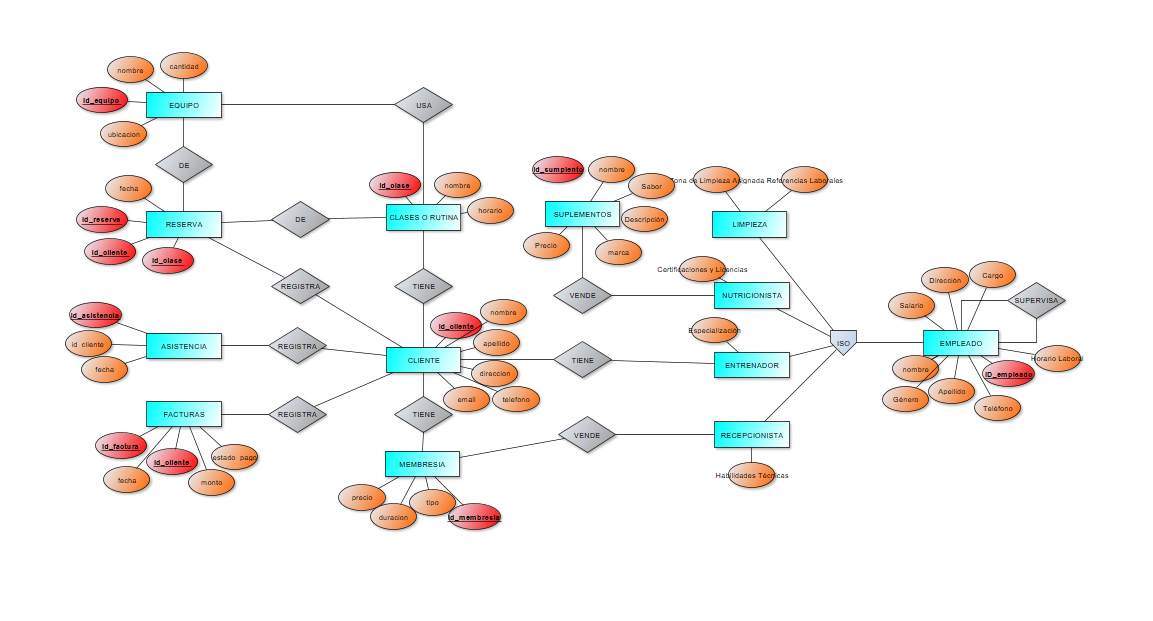 cantidad
nombre
id_equipo
EQUIPO
USA
ubicacion
DE
id_sumplento
nombre
Zona de Limpieza Asignada
Referencias Laborales
fecha
id_clase
nombre
Sabor
id_reserva
RESERVA
DE
CLASES O RUTINA
horario
SUPLEMENTOS
Descripción
LIMPIEZA
id_cliente
id_clase
Precio
marca
Certificaciones y Licencias
Dirección
Cargo
REGISTRA
TIENE
VENDE
NUTRICIONISTA
Salario
SUPERVISA
id_asistencia
id_cliente
nombre
Especialización
id_cliente
ASISTENCIA
REGISTRA
apellido
ISO
EMPLEADO
fecha
CLIENTE
TIENE
ENTRENADOR
nombre
Horario Laboral
direccion
ID_empleado
email
telefono
Género
Apellido
Teléfono
FACTURAS
REGISTRA
TIENE
VENDE
RECEPCIONISTA
id_factura
id_cliente
estado_pago
MEMBRESIA
fecha
monto
Habilidades Técnicas
precio
duracion
tipo
id_membresia